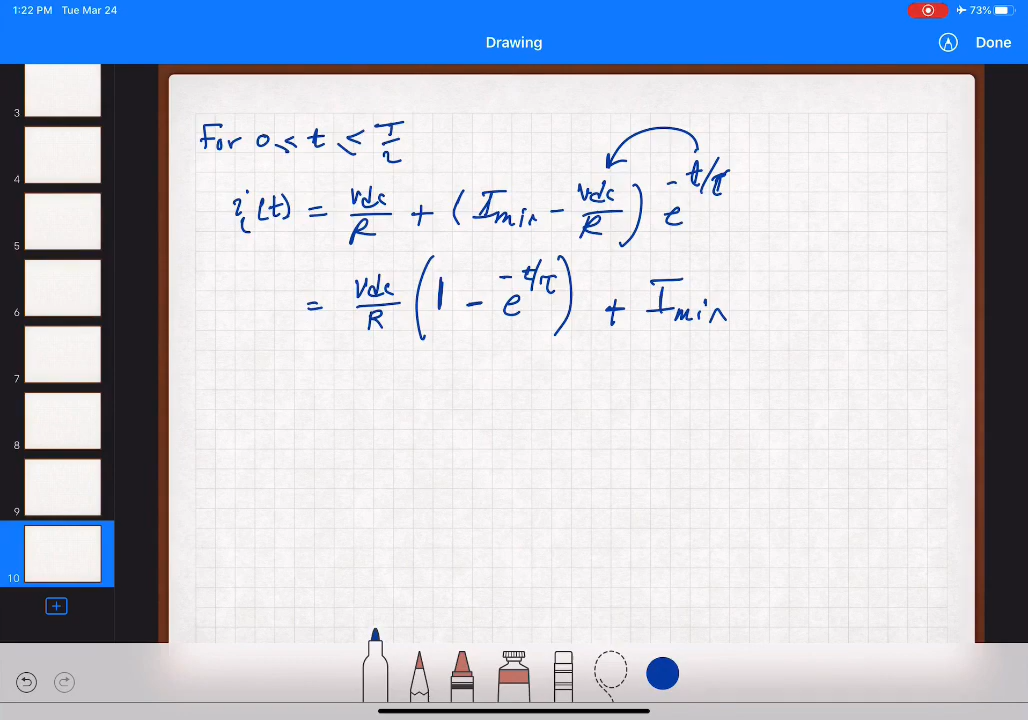 1:22 PM Tue Mar 24
73%
Drawing
Done
3
4
5
6
7
8
9
10
For 0 < t < T/2
i(t) = Vdc/R + (Imin - Vdc/R) e^-t/τ
= Vdc/R (1 - e^-t/τ) + Imin